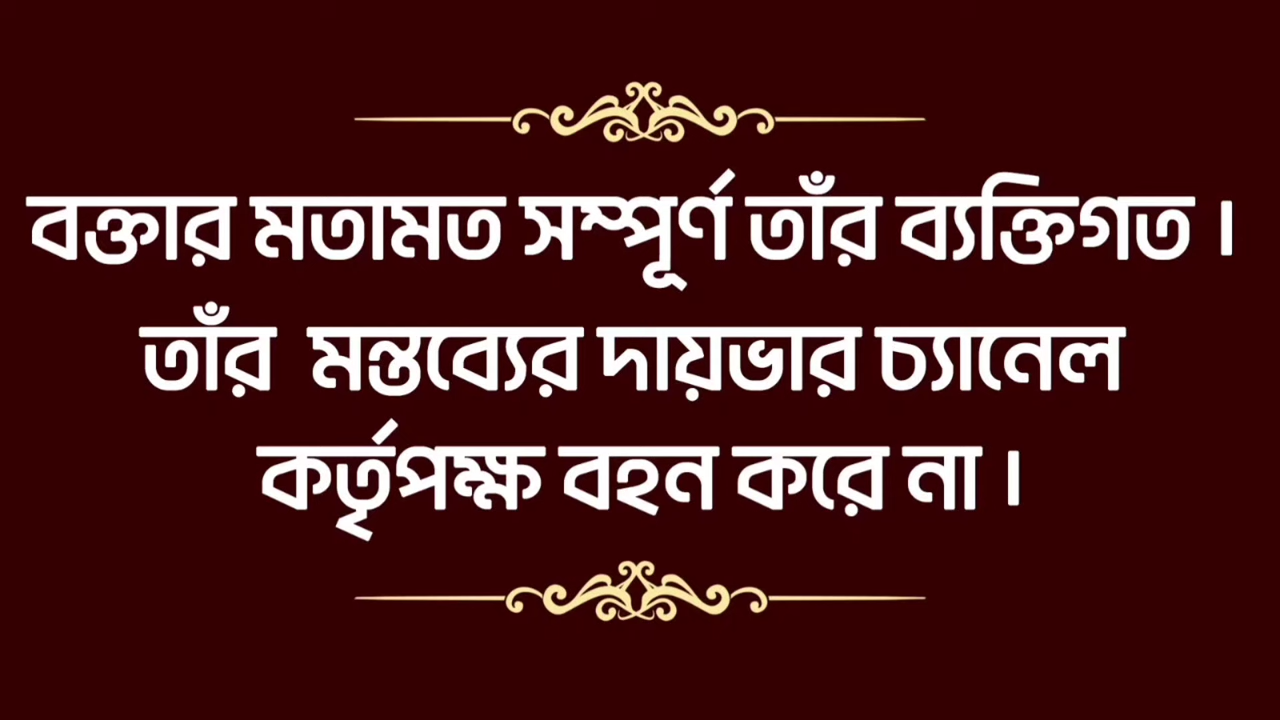 বক্তার মতামত সম্পূর্ণ তাঁর ব্যক্তিগত ।
তাঁর মন্তব্যের দায়ভার চ্যানেল
কর্তৃপক্ষ বহন করে না ।